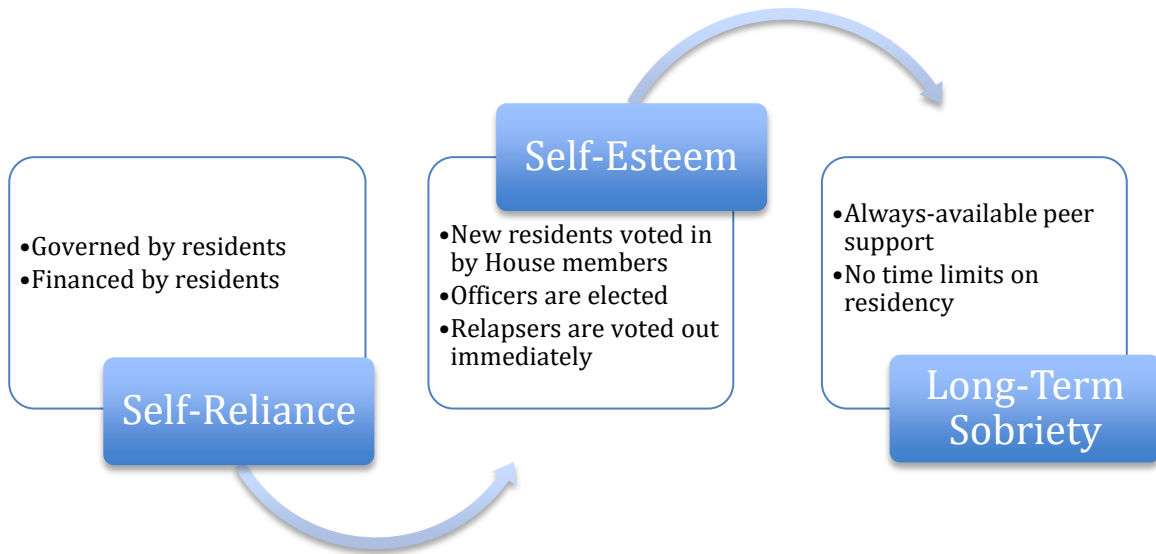 •Governed by residents
•Financed by residents
Self-Reliance
Self-Esteem
•New residents voted in
by House members
•Officers are elected
•Relapsers are voted out
immediately
•Always-available peer
support
•No time limits on
residency
Long-Term
Sobriety